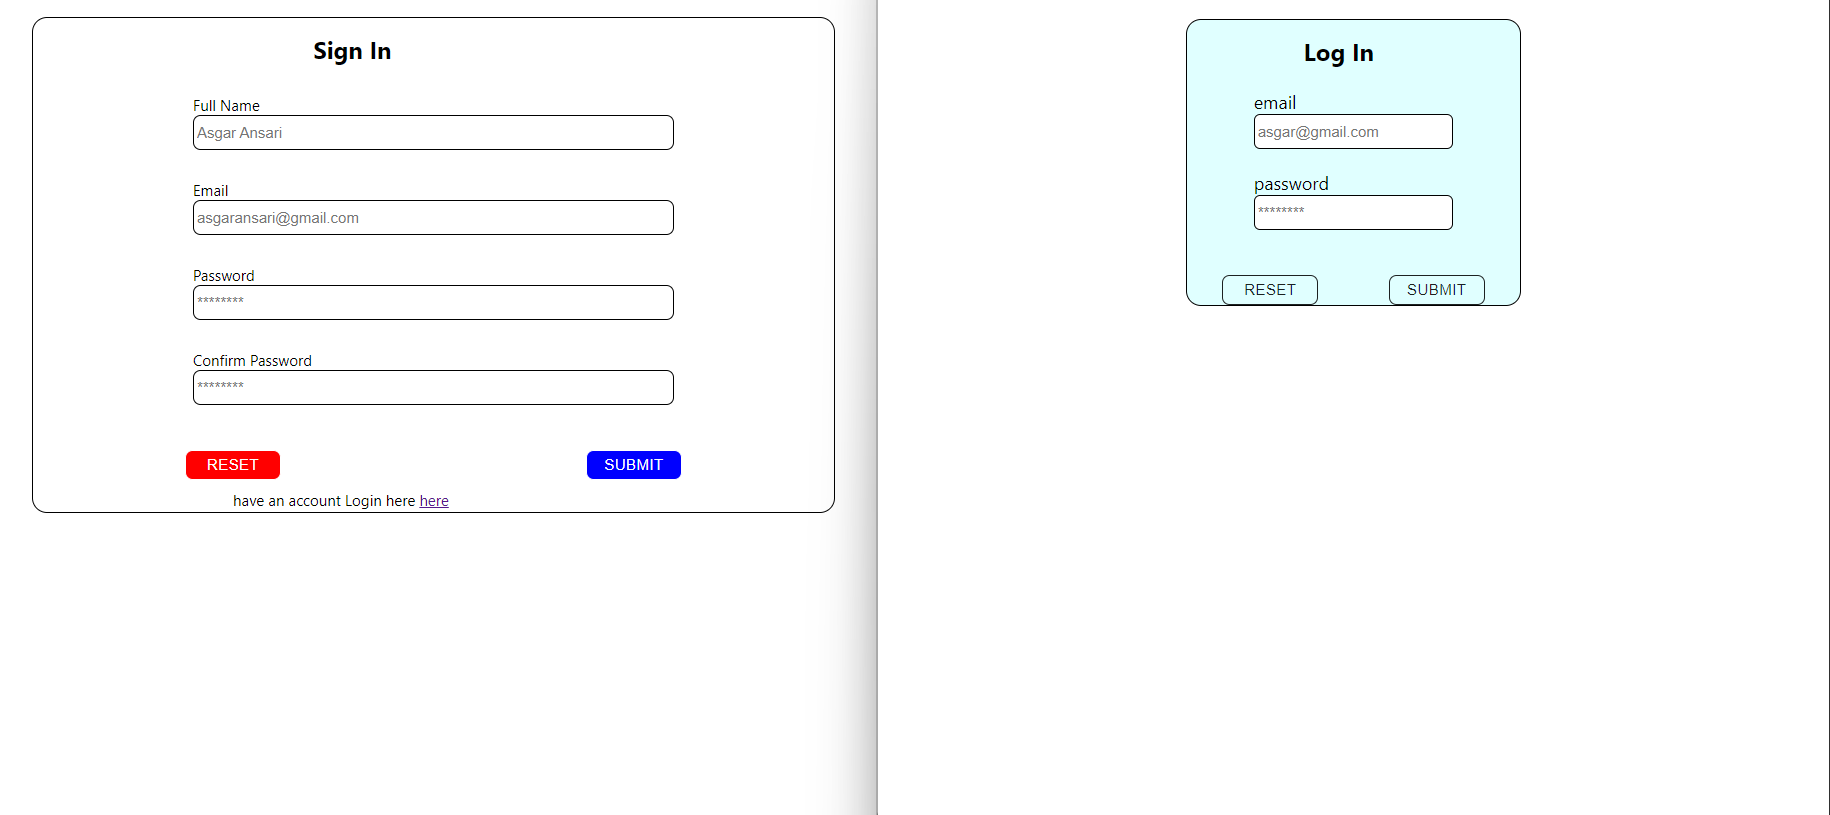 Sign In
Full Name
Asgar Ansari
Email
asgaransari@gmail.com
Password
********
Confirm Password
********
RESET
SUBMIT
have an account Login here here
Log In
email
asgar@gmail.com
password
********
RESET
SUBMIT